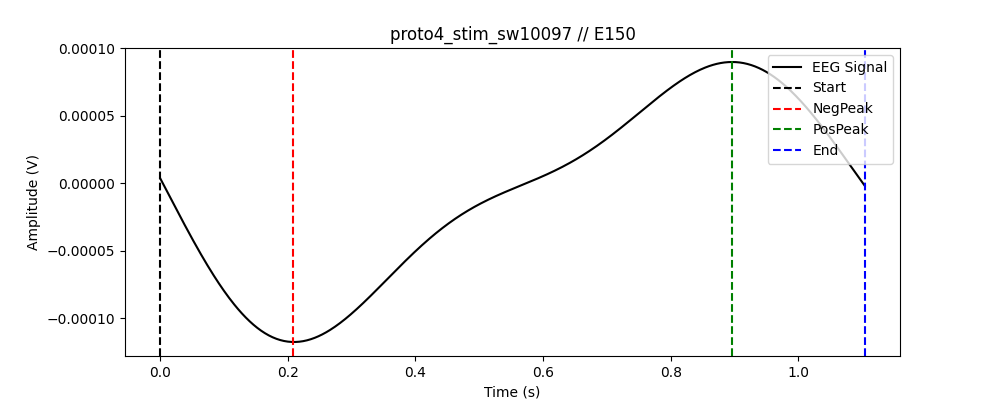 proto4_stim_sw10097 // E150
0.00010
0.00005
0.00000
−0.00005
−0.00010
Amplitude (V)
EEG Signal
Start
NegPeak
PosPeak
End
0.0 0.2 0.4 0.6 0.8 1.0
Time (s)